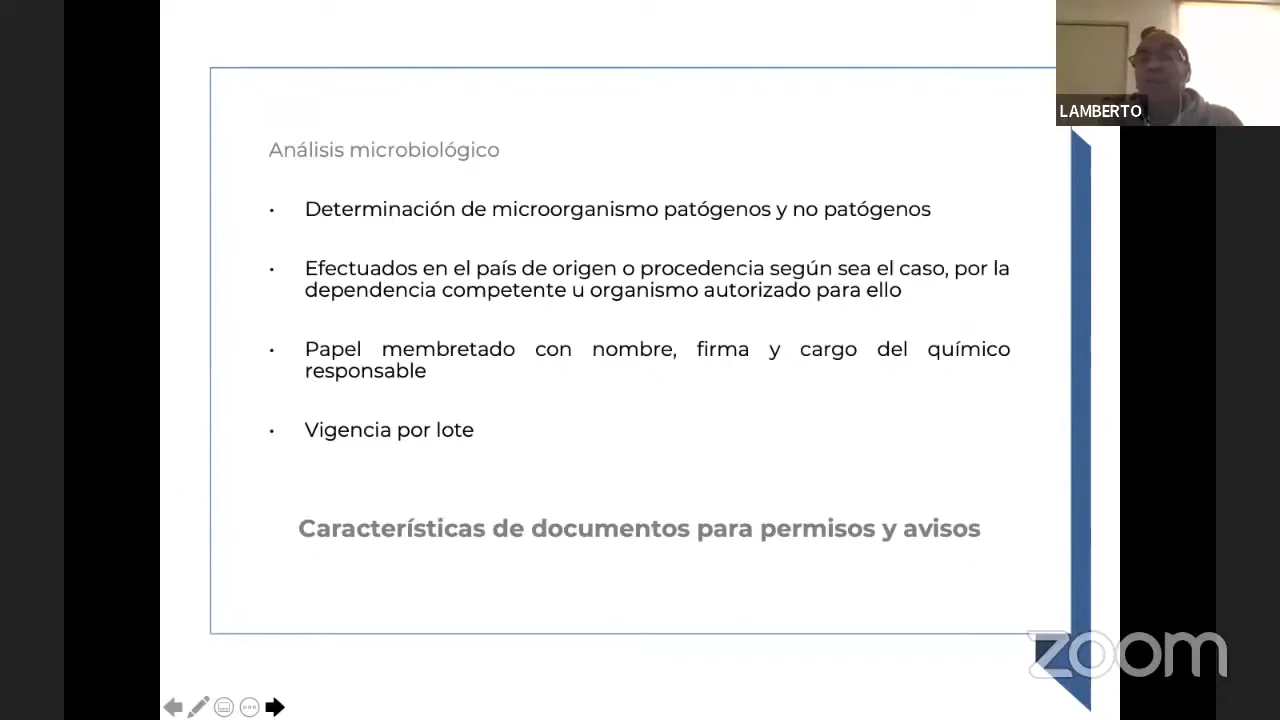 LAMBERTO
Análisis microbiológico
• Determinación de microorganismo patógenos y no patógenos
• Efectuados en el país de origen o procedencia según sea el caso, por la
dependencia competente u organismo autorizado para ello
• Papel membretado con nombre, firma y cargo del químico
responsable
• Vigencia por lote
Características de documentos para permisos y avisos
zoom